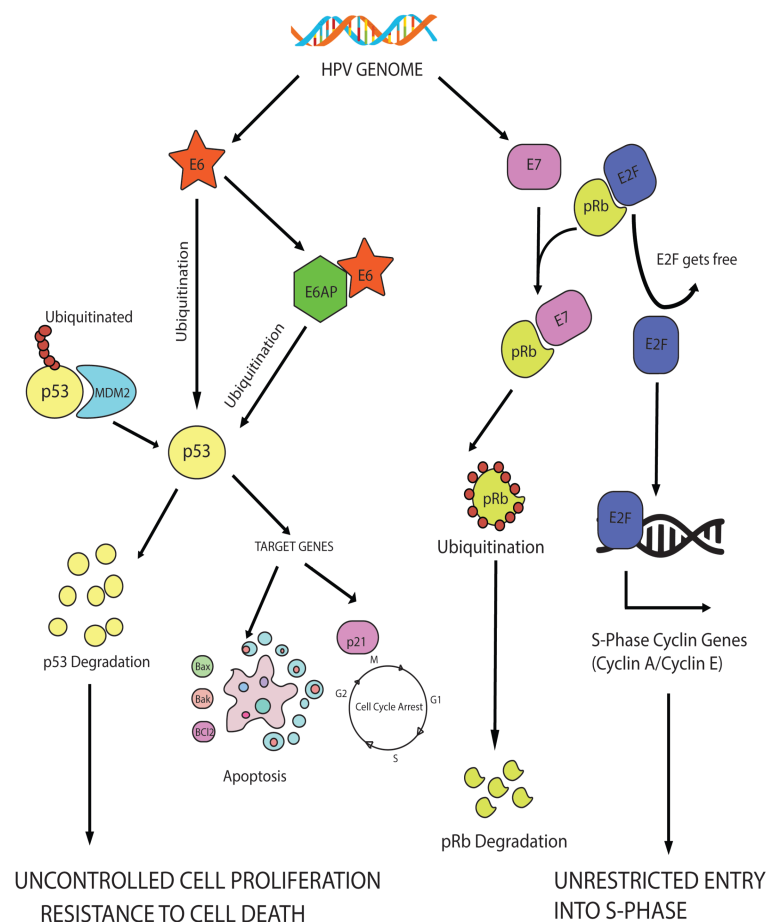 HPV GENOME
E6
E7
pRb
E2F
Ubiquitination
E6AP
E6
Ubiquitination
E2F gets free
Ubiquitinated
p53
MDM2
pRb
E7
E2F
p53
pRb
Ubiquitination
E2F
TARGET GENES
p53 Degradation
p21
Bax
Bak
BCl2
Apoptosis
M
G2
G1
Cell Cycle Arrest
S
S-Phase Cyclin Genes
(Cyclin A/Cyclin E)
pRb Degradation
UNCONTROLLED CELL PROLIFERATION
RESISTANCE TO CELL DEATH
UNRESTRICTED ENTRY
INTO S-PHASE